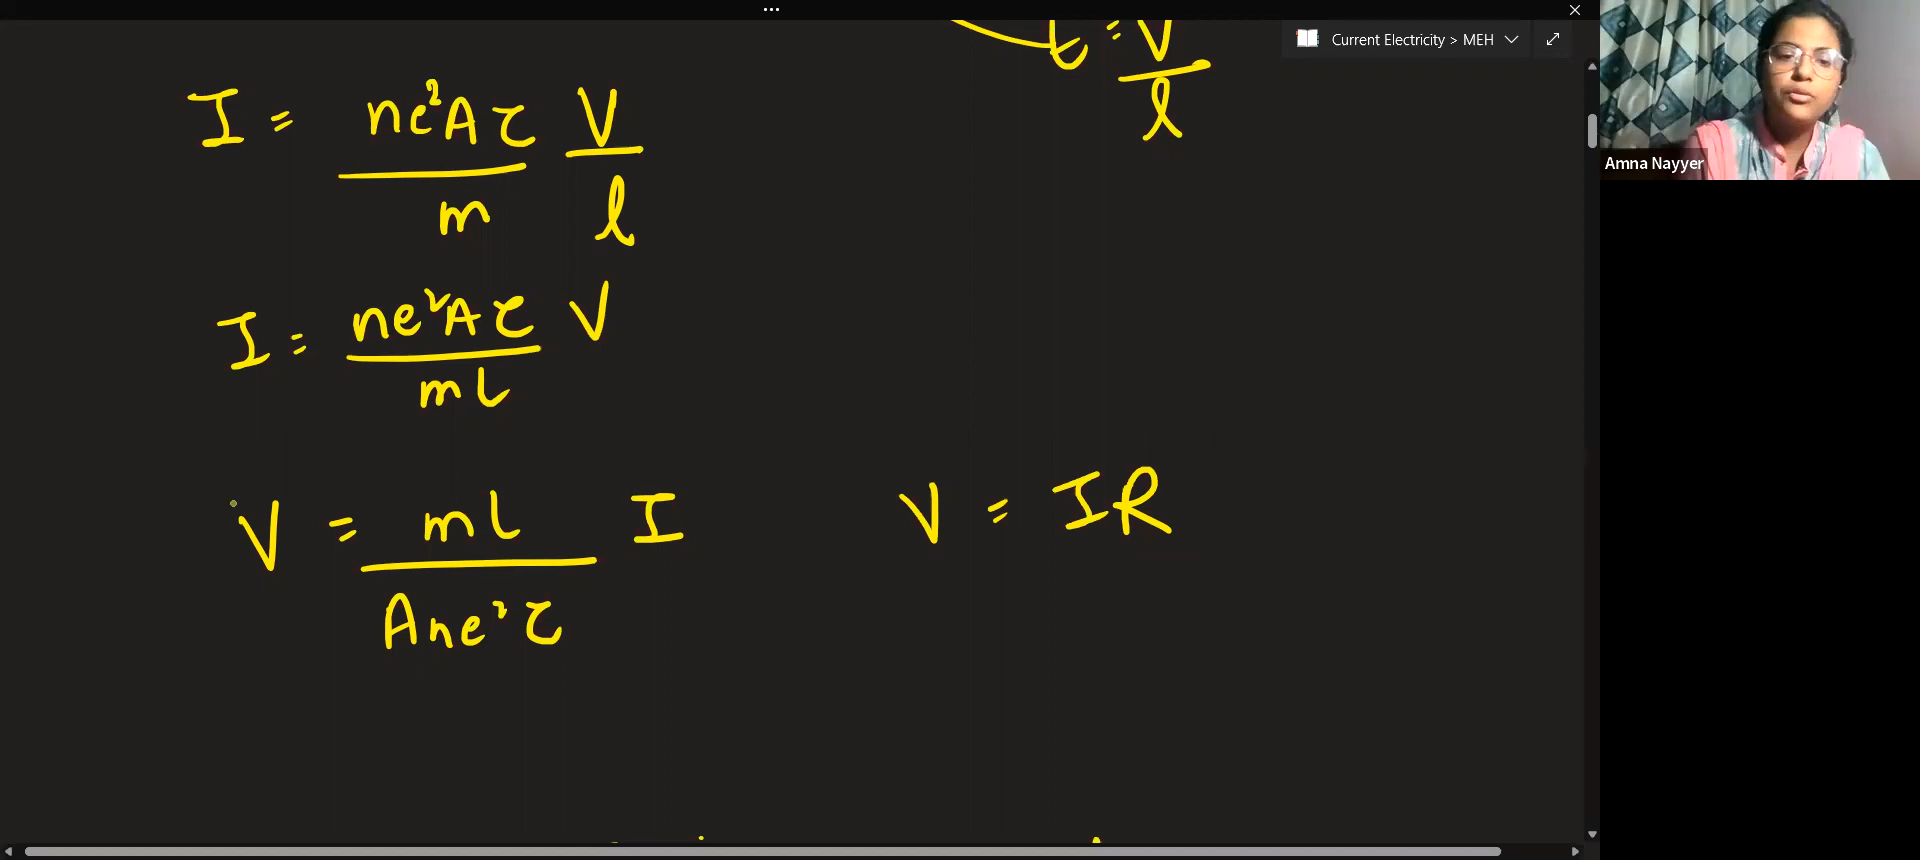 Current Electricity > MEH
E = V / l
I = ne²Aτ / m V / l
I = ne²Aτ / ml V
V = ml / Ane²τ I
V = IR
Amna Nayyer